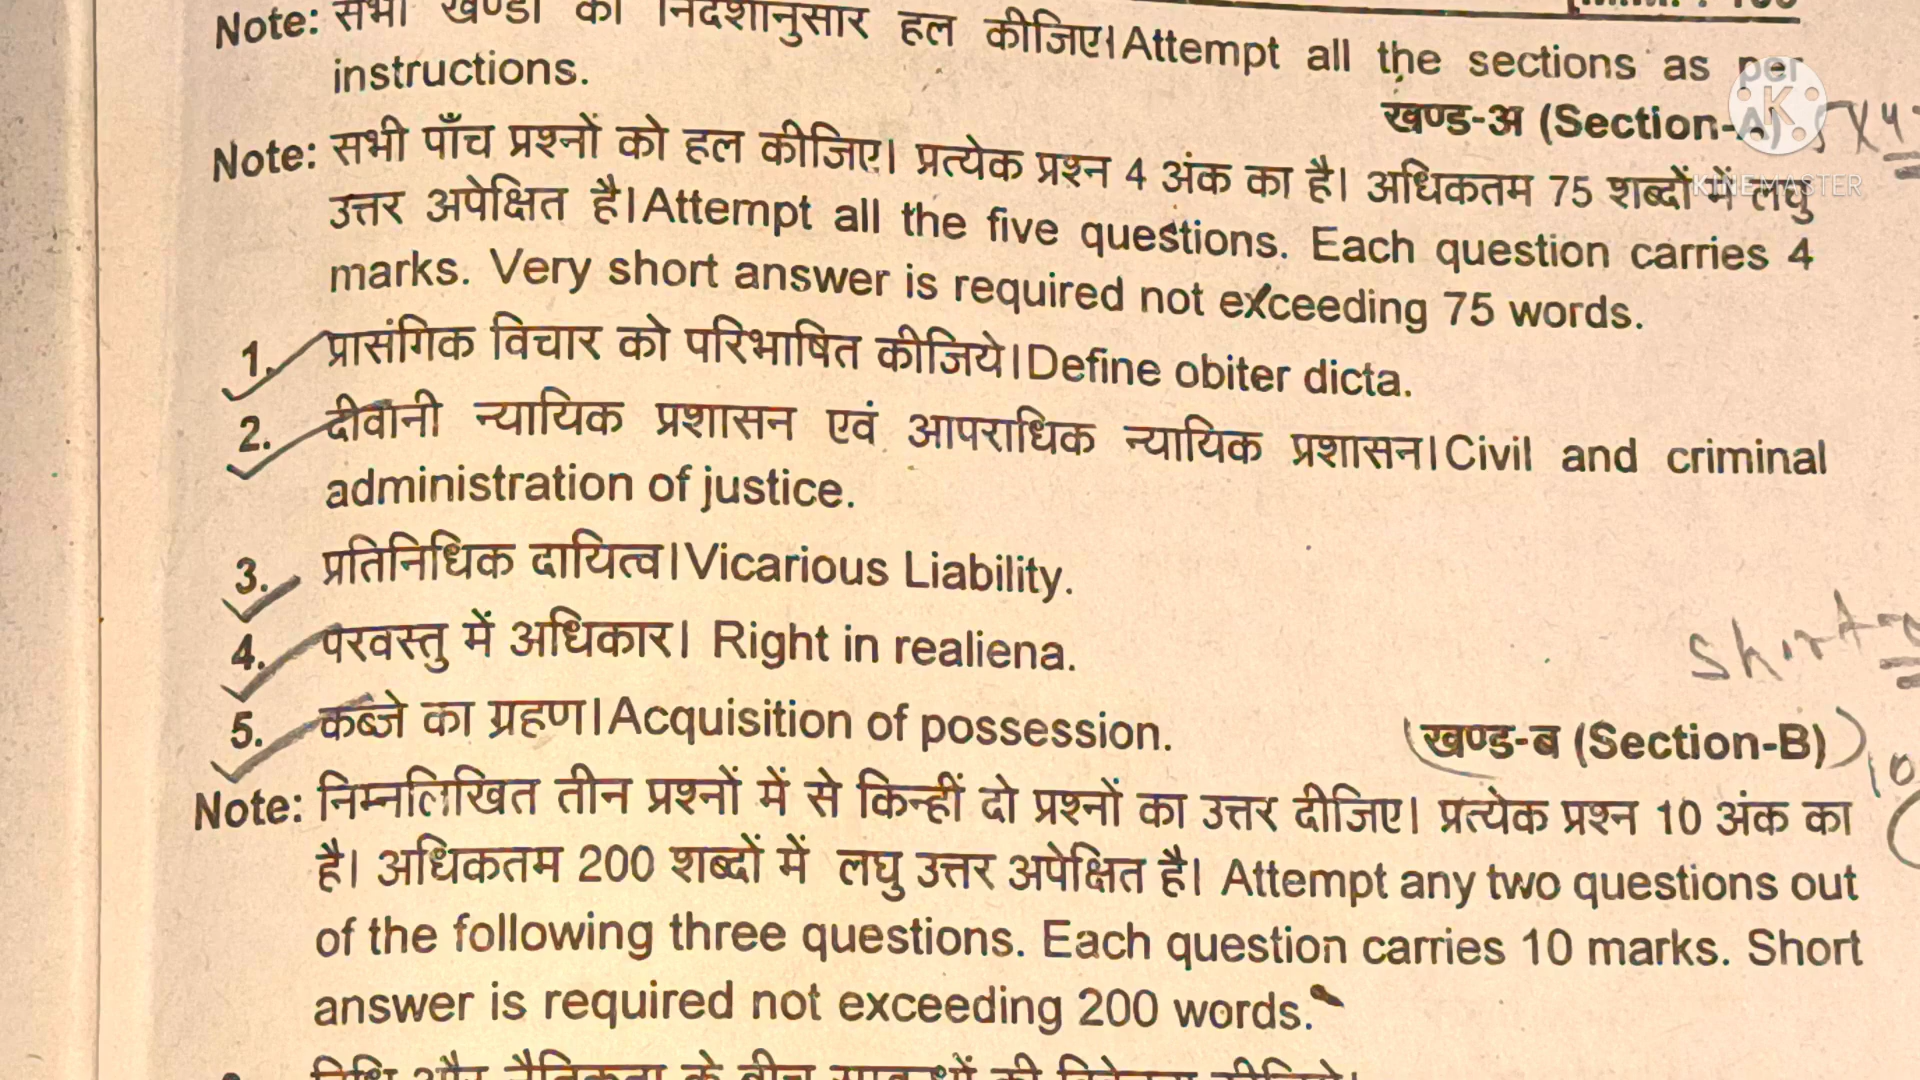 Note: सभी खण्डों को निर्देशानुसार हल कीजिए।Attempt all the sections as per
instructions.
खण्ड-अ (Section-A) 5X4
Note: सभी पाँच प्रश्नों को हल कीजिए। प्रत्येक प्रश्न 4 अंक का है। अधिकतम 75 शब्दों में लघु
KINEMASTER
उत्तर अपेक्षित है।Attempt all the five questions. Each question carries 4
marks. Very short answer is required not exceeding 75 words.
1. प्रासंगिक विचार को परिभाषित कीजिये।Define obiter dicta.
2. दीवानी न्यायिक प्रशासन एवं आपराधिक न्यायिक प्रशासन।Civil and criminal
administration of justice.
3. प्रतिनिधिक दायित्व।Vicarious Liability.
4. परवस्तु में अधिकार। Right in realiena.
Short
5. कब्जे का ग्रहण।Acquisition of possession.
खण्ड-ब (Section-B) 10
Note: निम्नलिखित तीन प्रश्नों में से किन्हीं दो प्रश्नों का उत्तर दीजिए। प्रत्येक प्रश्न 10 अंक का
है। अधिकतम 200 शब्दों में लघु उत्तर अपेक्षित है। Attempt any two questions out
of the following three questions. Each question carries 10 marks. Short
answer is required not exceeding 200 words.